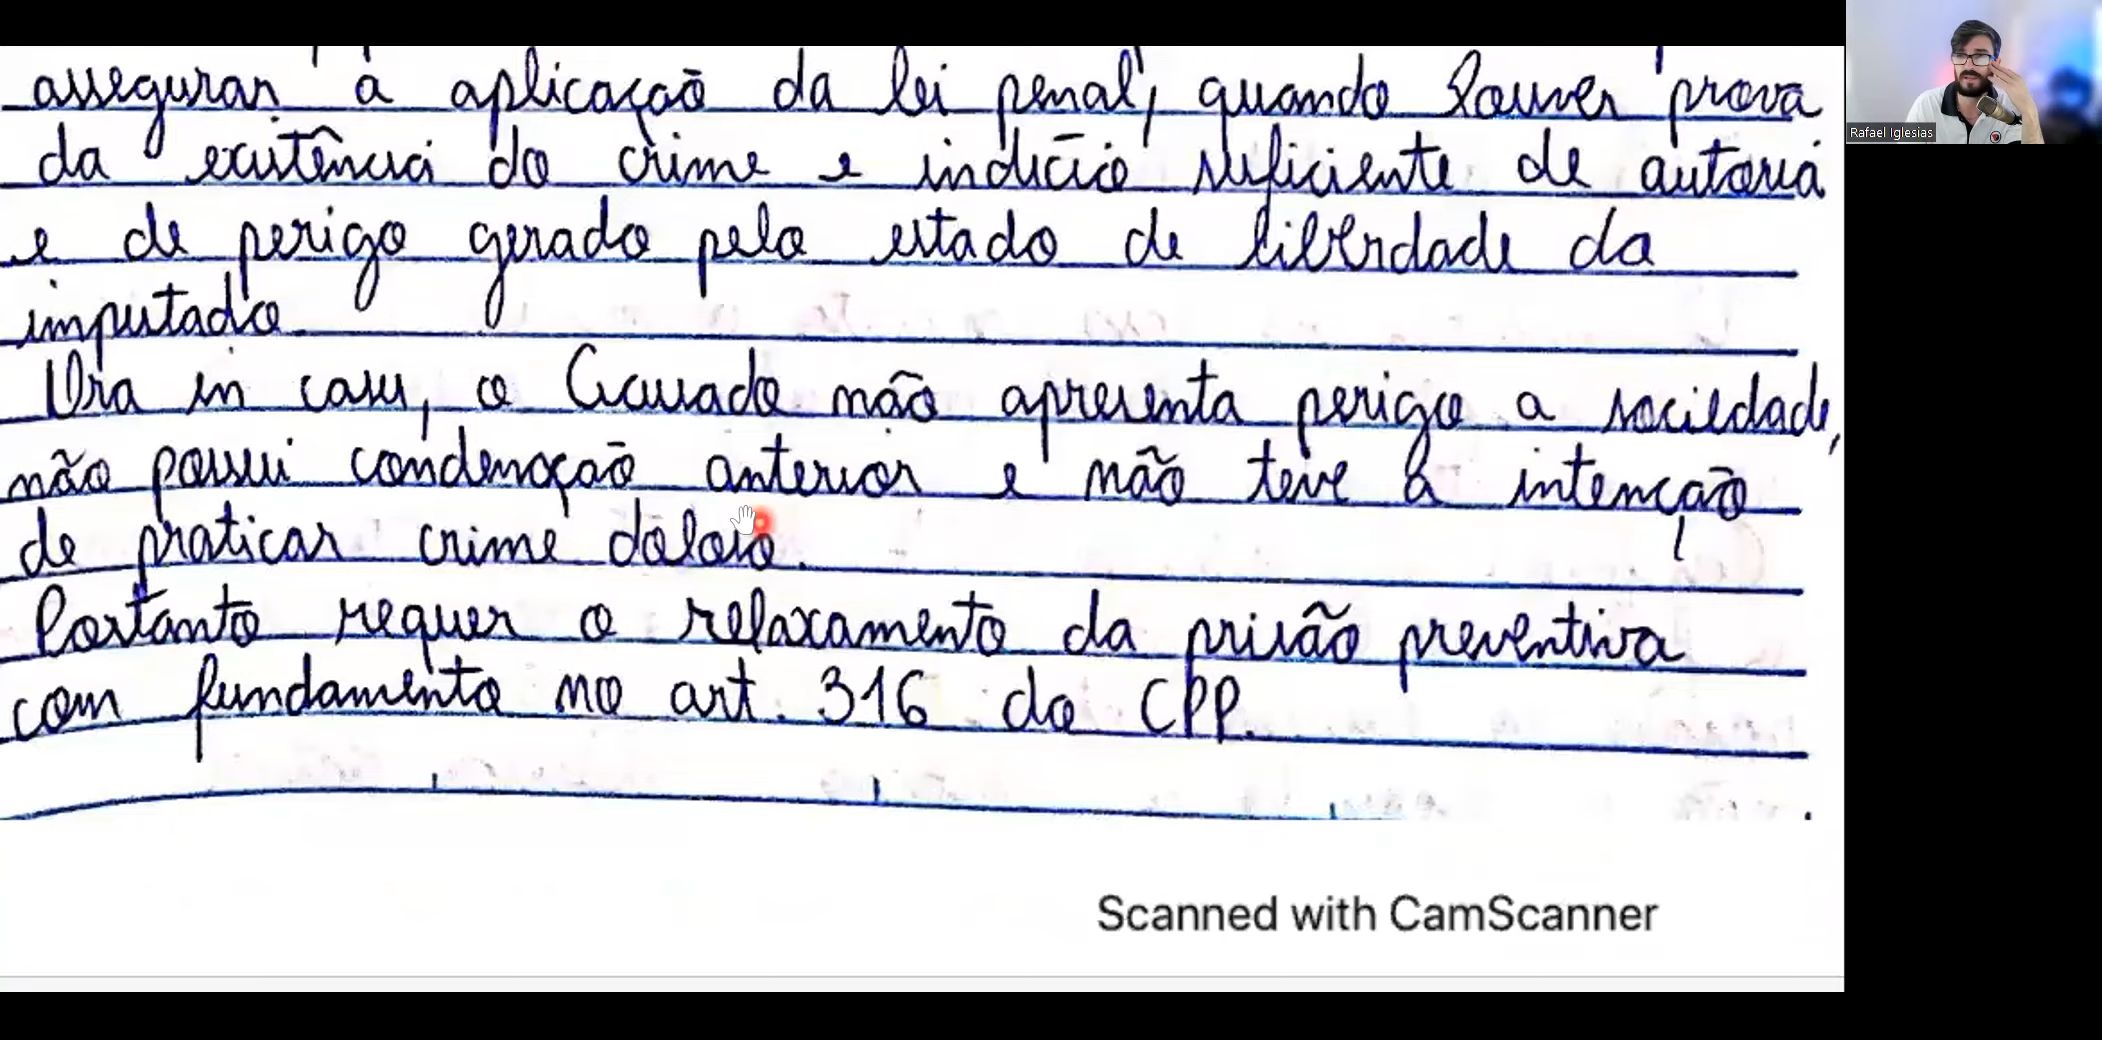 assegurar a aplicação da lei penal, quando houver prova
da existência do crime e indício suficiente de autoria
e de perigo gerado pelo estado de liberdade da
imputado.
Ora in casu, o Acusado não apresenta perigo a sociedade,
não possui condenação anterior e não teve a intenção
de praticar crime doloso.
Portanto requer o relaxamento da prisão preventiva
com fundamento no art. 316 do CPP.
Scanned with CamScanner
Rafael Iglesias